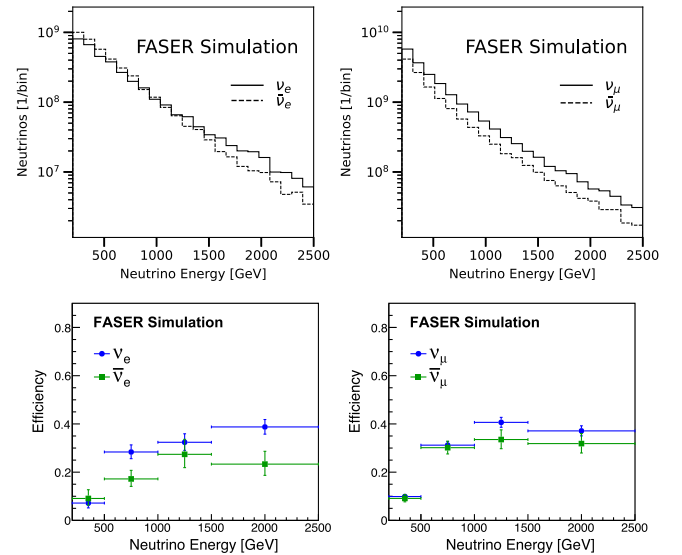 10⁹
10⁸
10⁷
Neutrinos [1/bin]
FASER Simulation
νₑ
ν̄ₑ
500 1000 1500 2000 2500
Neutrino Energy [GeV]
10¹⁰
10⁹
10⁸
Neutrinos [1/bin]
FASER Simulation
ν_μ
ν̄_μ
500 1000 1500 2000 2500
Neutrino Energy [GeV]
0.8
0.6
0.4
0.2
0
Efficiency
FASER Simulation
νₑ
ν̄ₑ
500 1000 1500 2000 2500
Neutrino Energy [GeV]
0.8
0.6
0.4
0.2
0
Efficiency
FASER Simulation
ν_μ
ν̄_μ
500 1000 1500 2000 2500
Neutrino Energy [GeV]